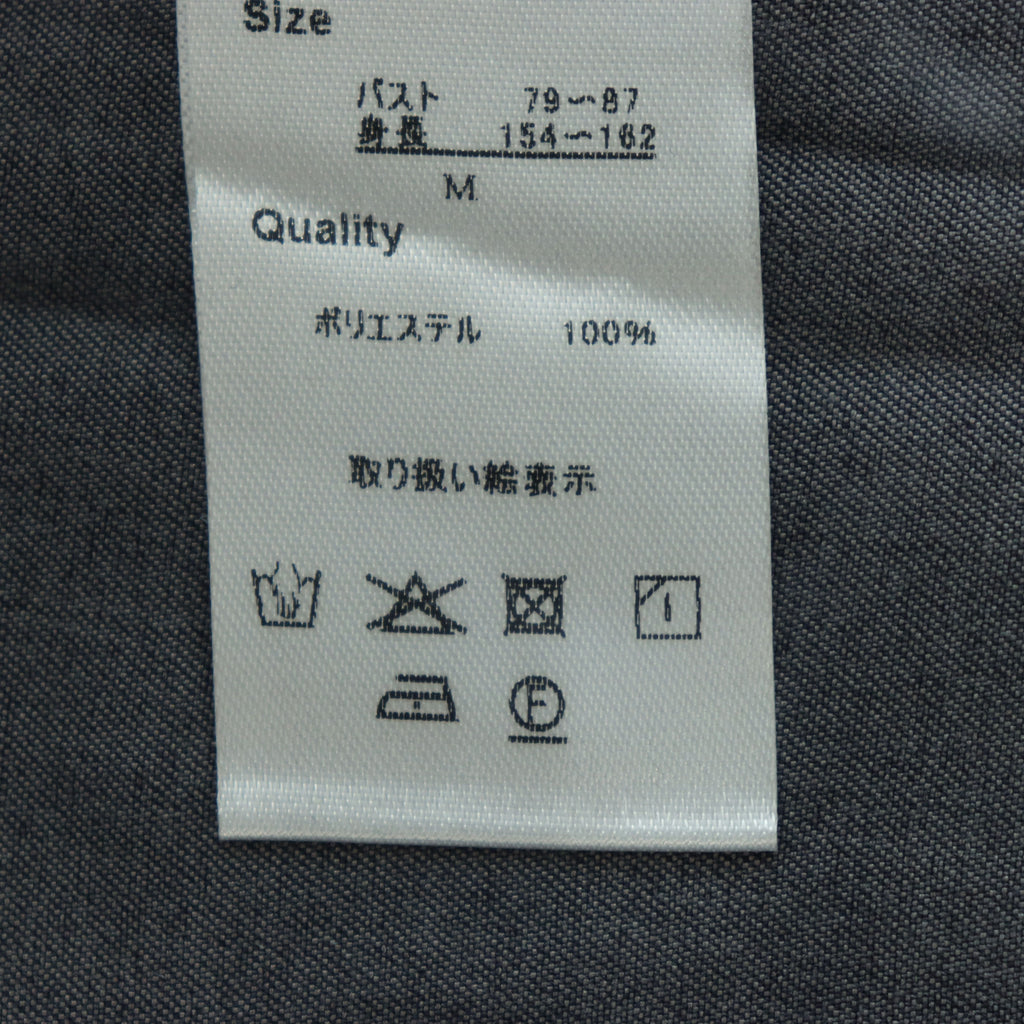 Size
バスト 79～87
身長 154～162
M
Quality
ポリエステル 100%
取り扱い絵表示
F